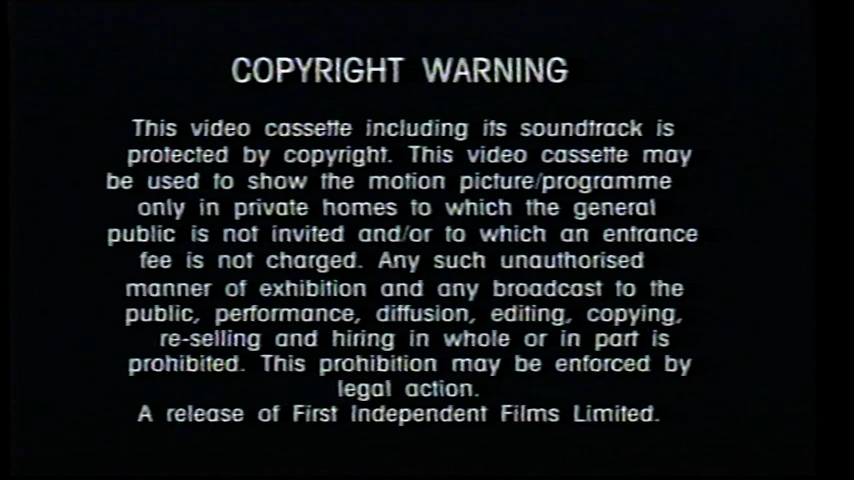 COPYRIGHT WARNING
This video cassette including its soundtrack is
protected by copyright. This video cassette may
be used to show the motion picture/programme
only in private homes to which the general
public is not invited and/or to which an entrance
fee is not charged. Any such unauthorised
manner of exhibition and any broadcast to the
public, performance, diffusion, editing, copying,
re-selling and hiring in whole or in part is
prohibited. This prohibition may be enforced by
legal action.
A release of First Independent Films Limited.